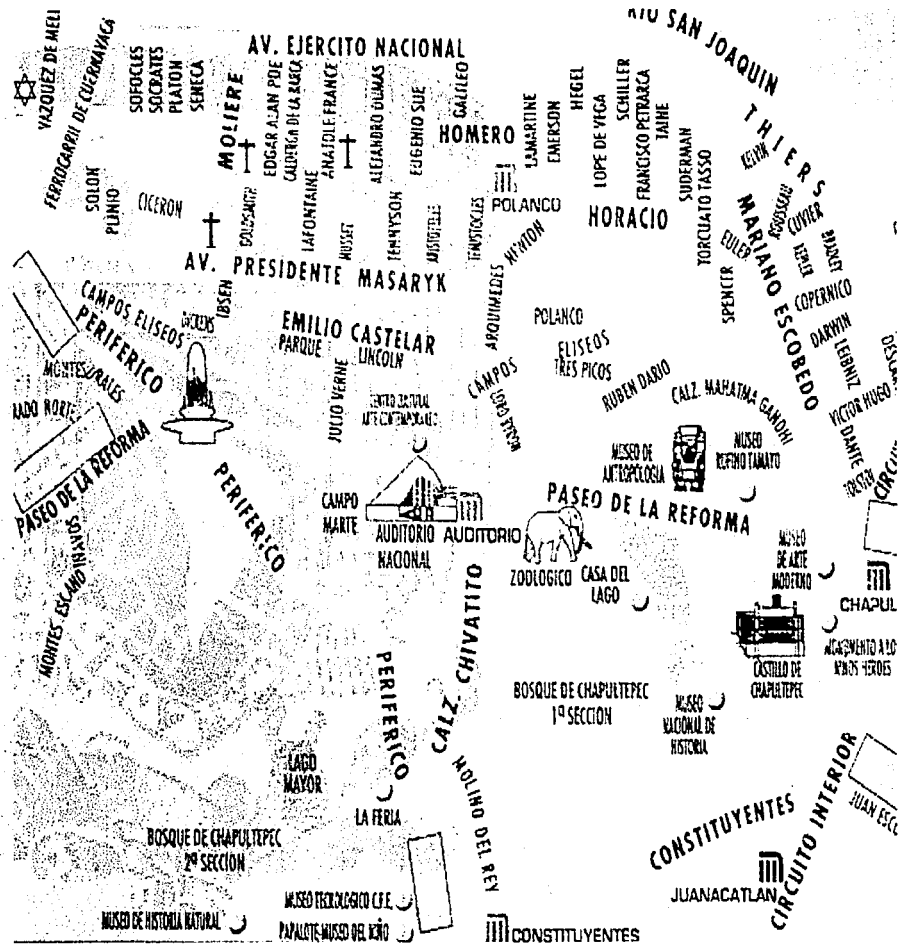 RIO SAN JOAQUIN
AV. EJERCITO NACIONAL
VAZQUEZ DE MELL
FERROCARRIL DE CUERNAVACA
SOFOCLES
SOCRATES
PLATON
SENECA
MOLIERE
EDGAR ALAN POE
CALDERON DE LA BARCA
ANATOLE FRANCE
ALEJANDRO DUMAS
EUGENIO SUE
GALILEO
HOMERO
LAMARTINE
EMERSON
HEGEL
LOPE DE VEGA
SCHILLER
FRANCISCO PETRARCA
TAINE
SUDERMAN
TORCUATO TASSO
THIERS
KELVIN
MARIANO ESCOBEDO
ROUSSEAU
CUVIER
KEPLER
BRADLEY
EULER
SPENCER
COPERNICO
DARWIN
LEIBNITZ
VICTOR HUGO
DANTE
TOLSTOI
SOLON
PLINIO
CICERON
GOLDSMITH
LAFONTAINE
MUSSET
TENNYSON
ARISTOTELES
TEMISTOCLES
POLANCO
HORACIO
NEWTON
ARQUIMEDES
AV. PRESIDENTE MASARYK
CAMPOS ELISEOS
PERIFERICO
DICKENS
IBSEN
EMILIO CASTELAR
PARQUE
LINCOLN
JULIO VERNE
CENTRO CULTURAL
ARTE CONTEMPORANEO
POLANCO
CAMPOS
ELISEOS
TRES PICOS
RUBEN DARIO
CALZ. MAHATMA GANDHI
MONTES URALES
RADO NORTE
PASEO DE LA REFORMA
PERIFERICO
CAMPO
MARTE
AUDITORIO
NACIONAL
AUDITORIO
MUSEO DE
ANTROPOLOGIA
MUSEO
RUFINO TAMAYO
PASEO DE LA REFORMA
ZOOLOGICO
CASA DEL
LAGO
MUSEO
DE ARTE
MODERNO
CIRCUI
CHAPUL
MONUMENTO A LOS
NIÑOS HEROES
CASTILLO DE
CHAPULTEPEC
CALZ. CHIVATITO
PERIFERICO
BOSQUE DE CHAPULTEPEC
1ª SECCIÓN
MUSEO
NACIONAL DE
HISTORIA
LAGO
MAYOR
LA FERIA
MOLINO DEL REY
BOSQUE DE CHAPULTEPEC
2ª SECCIÓN
CONSTITUYENTES
CIRCUITO INTERIOR
JUAN ESCU
JUANACATLAN
MUSEO TECNOLOGICO C.F.E.
MUSEO DE HISTORIA NATURAL
PAPALOTE-MUSEO DEL NIÑO
CONSTITUYENTES